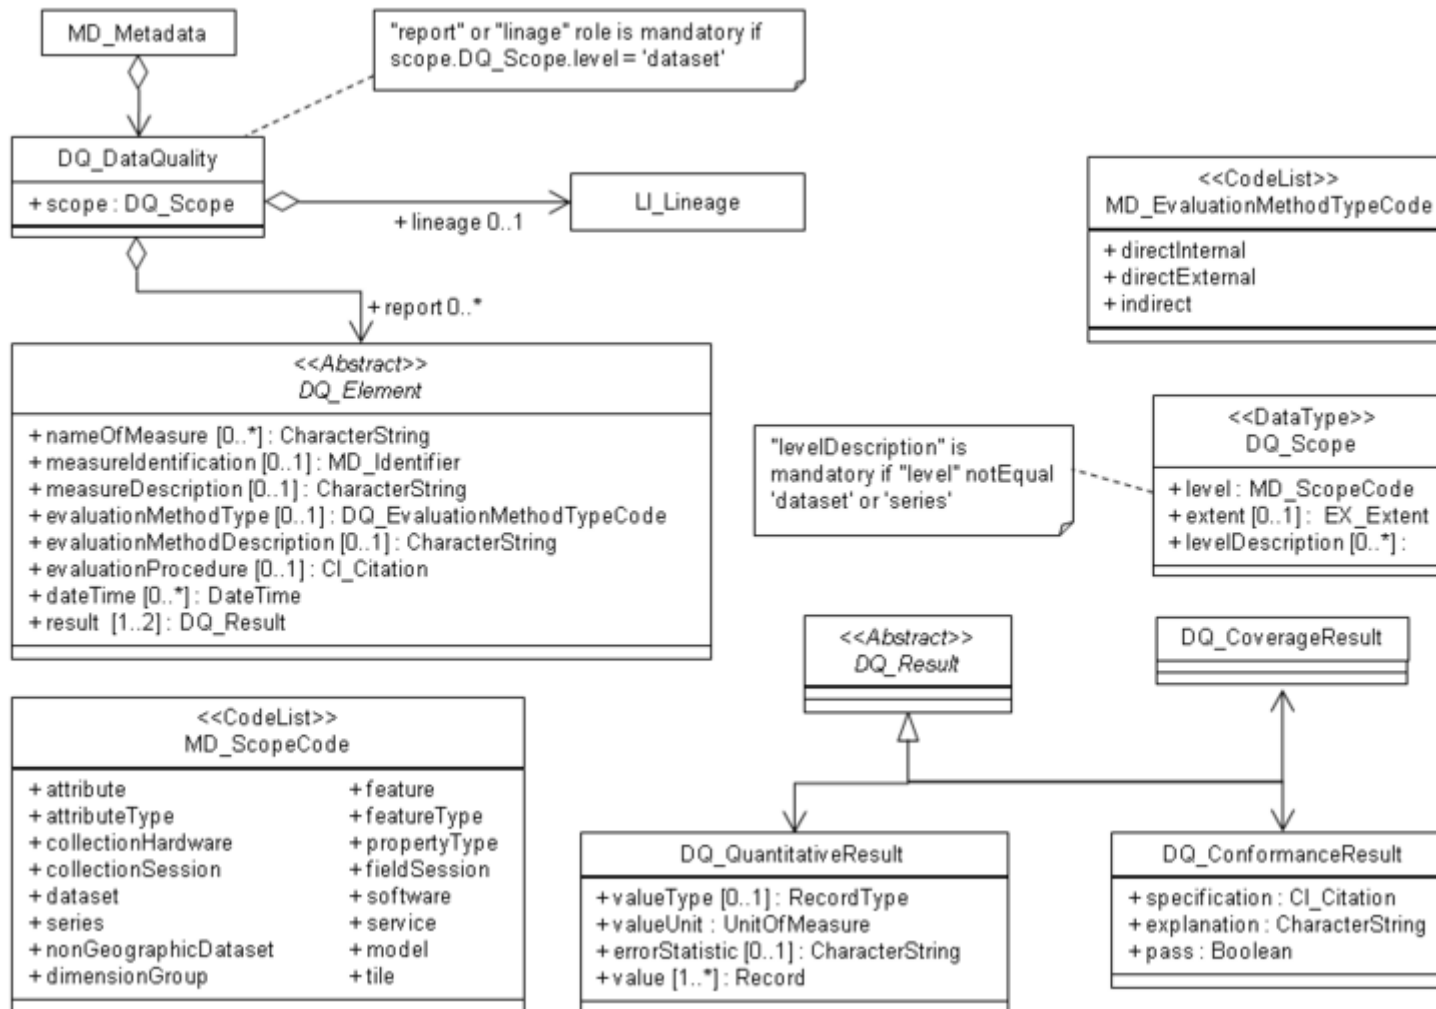 MD_Metadata
"report" or "linage" role is mandatory if
scope.DQ_Scope.level = 'dataset'
DQ_DataQuality
+ scope : DQ_Scope
+ lineage 0..1
LI_Lineage
<<CodeList>>
MD_EvaluationMethodTypeCode
+ directInternal
+ directExternal
+ indirect
+ report 0..*
<<Abstract>>
DQ_Element
+ nameOfMeasure [0..*] : CharacterString
+ measureIdentification [0..1] : MD_Identifier
+ measureDescription [0..1] : CharacterString
+ evaluationMethodType [0..1] : DQ_EvaluationMethodTypeCode
+ evaluationMethodDescription [0..1] : CharacterString
+ evaluationProcedure [0..1] : CI_Citation
+ dateTime [0..*] : DateTime
+ result [1..2] : DQ_Result
"levelDescription" is
mandatory if "level" notEqual
'dataset' or 'series'
<<DataType>>
DQ_Scope
+ level : MD_ScopeCode
+ extent [0..1] : EX_Extent
+ levelDescription [0..*] :
<<Abstract>>
DQ_Result
DQ_CoverageResult
<<CodeList>>
MD_ScopeCode
+ attribute
+ attributeType
+ collectionHardware
+ collectionSession
+ dataset
+ series
+ nonGeographicDataset
+ dimensionGroup
+ feature
+ featureType
+ propertyType
+ fieldSession
+ software
+ service
+ model
+ tile
DQ_QuantitativeResult
+ valueType [0..1] : RecordType
+ valueUnit : UnitOfMeasure
+ errorStatistic [0..1] : CharacterString
+ value [1..*] : Record
DQ_ConformanceResult
+ specification : CI_Citation
+ explanation : CharacterString
+ pass : Boolean